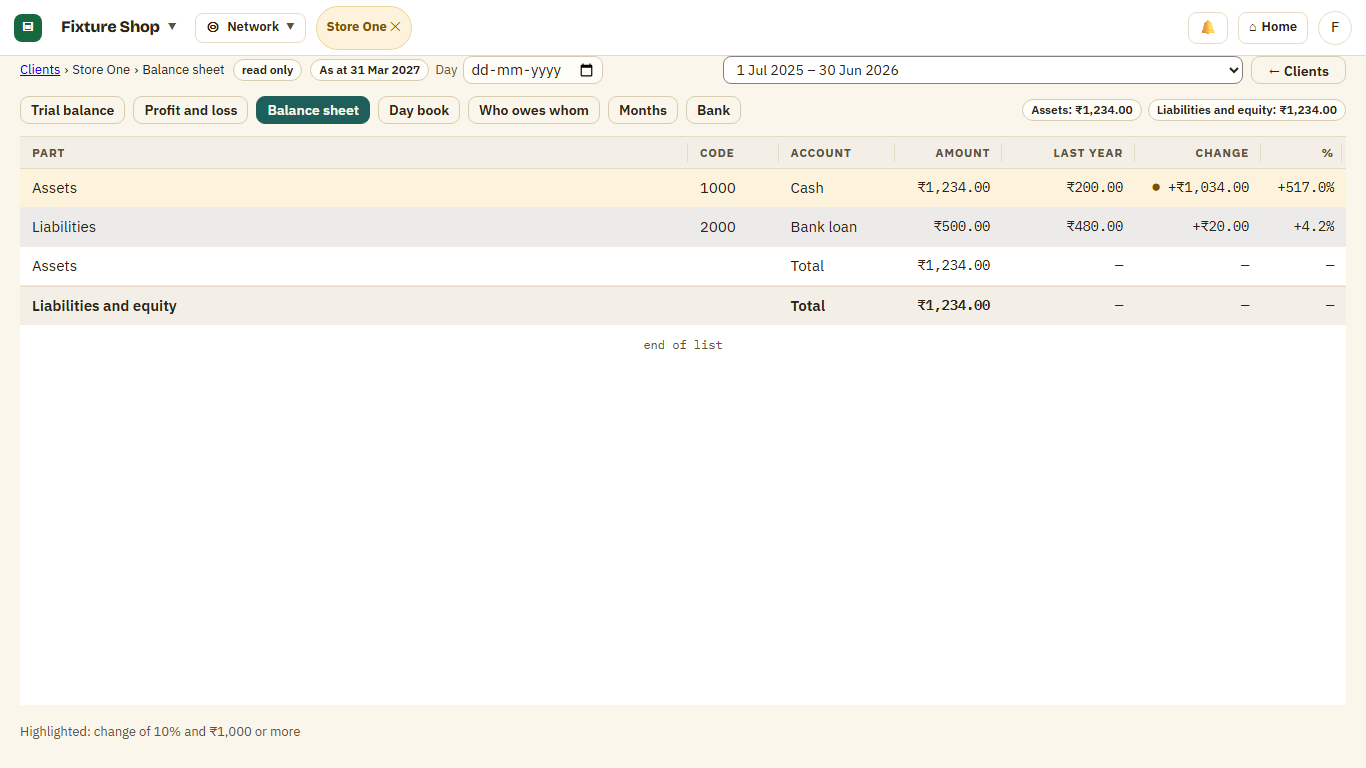 Fixture Shop ▼ Network ▼ Store One ✕ Home F
Clients › Store One › Balance sheet read only As at 31 Mar 2027 Day dd-mm-yyyy 1 Jul 2025 – 30 Jun 2026 ← Clients
Trial balance Profit and loss Balance sheet Day book Who owes whom Months Bank Assets: ₹1,234.00 Liabilities and equity: ₹1,234.00
PART CODE ACCOUNT AMOUNT LAST YEAR CHANGE %
Assets 1000 Cash ₹1,234.00 ₹200.00 ● +₹1,034.00 +517.0%
Liabilities 2000 Bank loan ₹500.00 ₹480.00 +₹20.00 +4.2%
Assets Total ₹1,234.00 — — —
Liabilities and equity Total ₹1,234.00 — — —
end of list
Highlighted: change of 10% and ₹1,000 or more